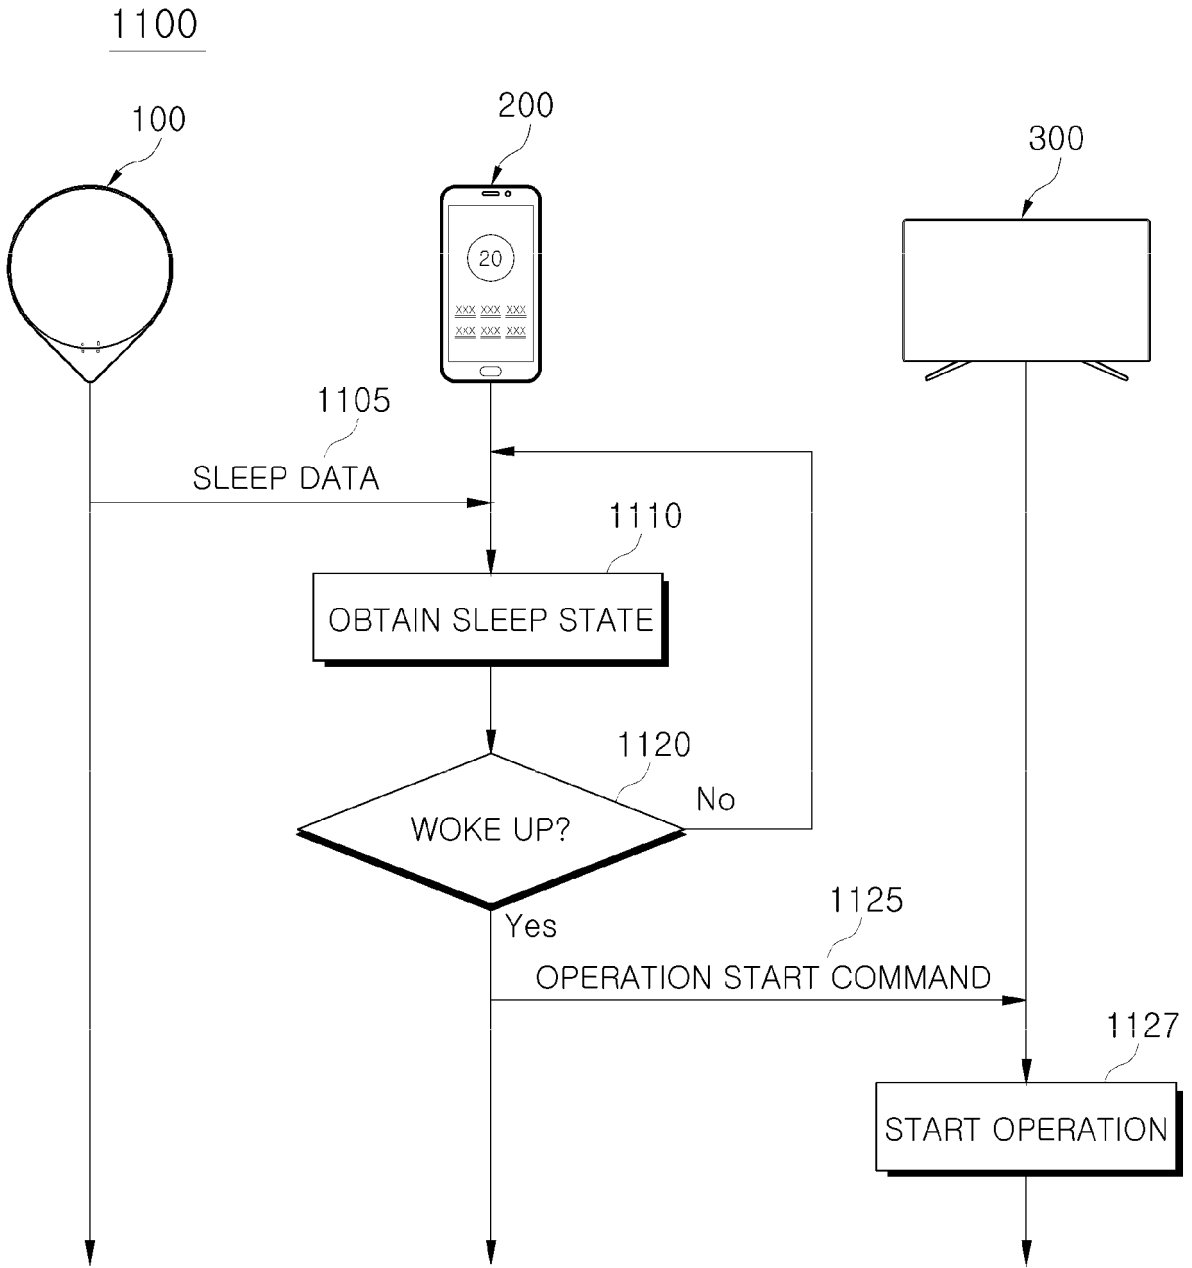 1100
100
200
300
20
XXX XXX XXX
XXX XXX XXX
1105
SLEEP DATA
1110
OBTAIN SLEEP STATE
1120
No
WOKE UP?
Yes
1125
OPERATION START COMMAND
1127
START OPERATION